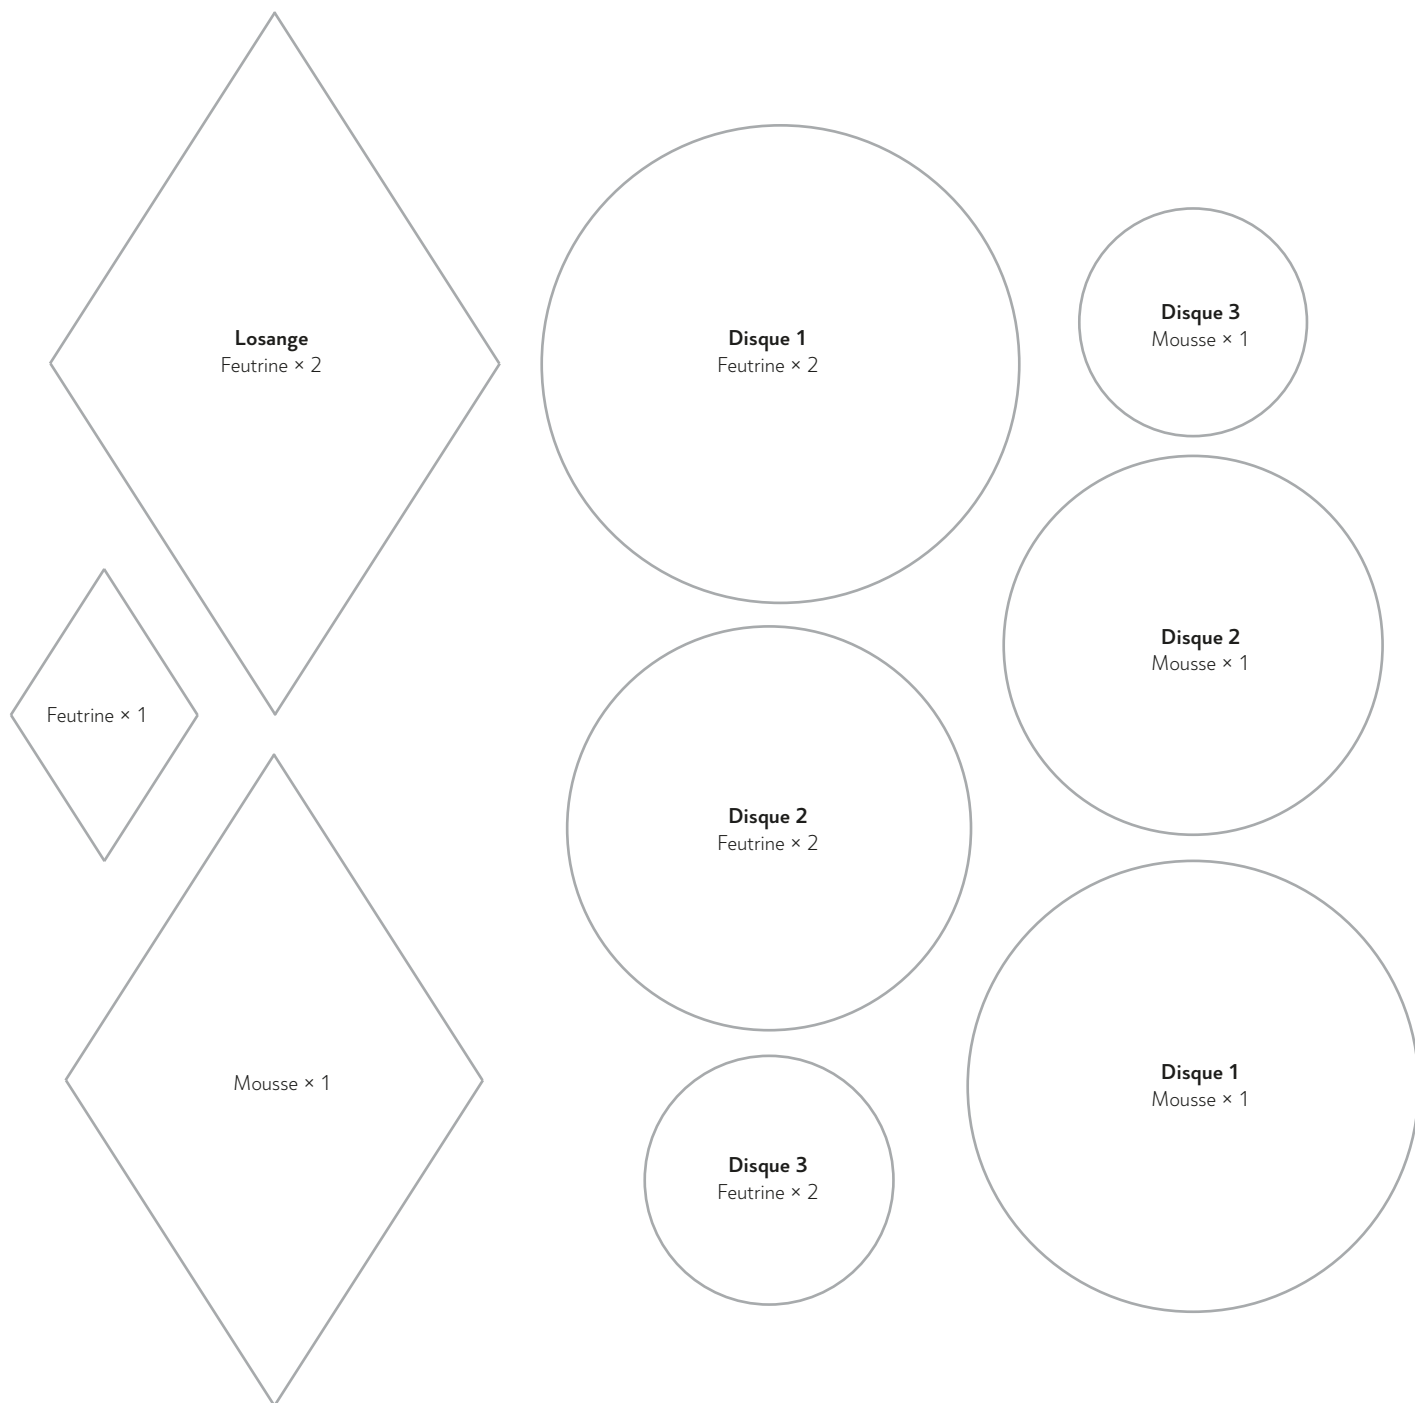 Losange
Feutrine × 2
Feutrine × 1
Mousse × 1
Disque 1
Feutrine × 2
Disque 2
Feutrine × 2
Disque 3
Feutrine × 2
Disque 3
Mousse × 1
Disque 2
Mousse × 1
Disque 1
Mousse × 1